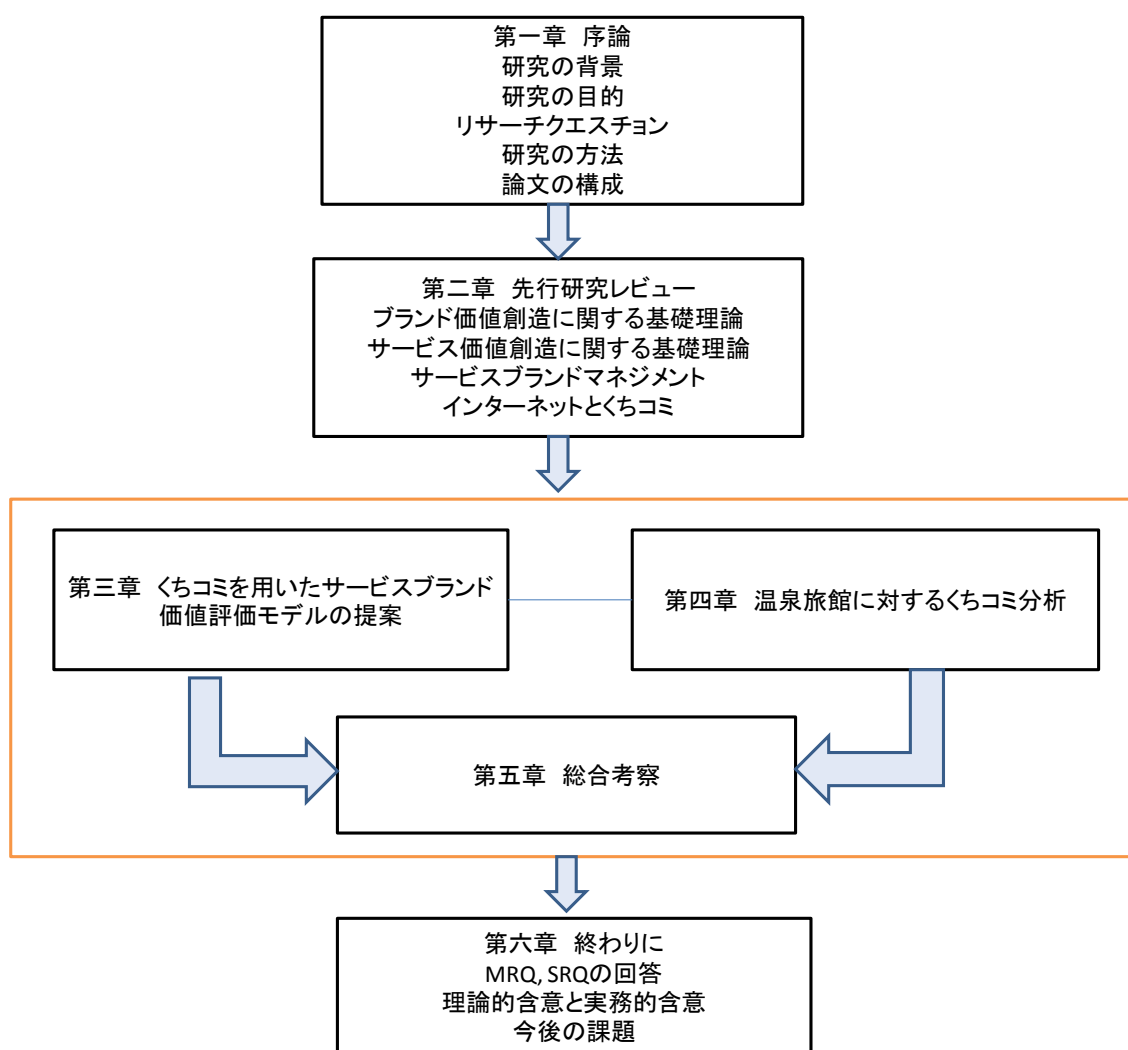 第一章 序論
研究の背景
研究の目的
リサーチクエスチョン
研究の方法
論文の構成
第二章 先行研究レビュー
ブランド価値創造に関する基礎理論
サービス価値創造に関する基礎理論
サービスブランドマネジメント
インターネットとくちコミ
第三章 くちコミを用いたサービスブランド
価値評価モデルの提案
第四章 温泉旅館に対するくちコミ分析
第五章 総合考察
第六章 終わりに
MRQ, SRQの回答
理論的含意と実務的含意
今後の課題